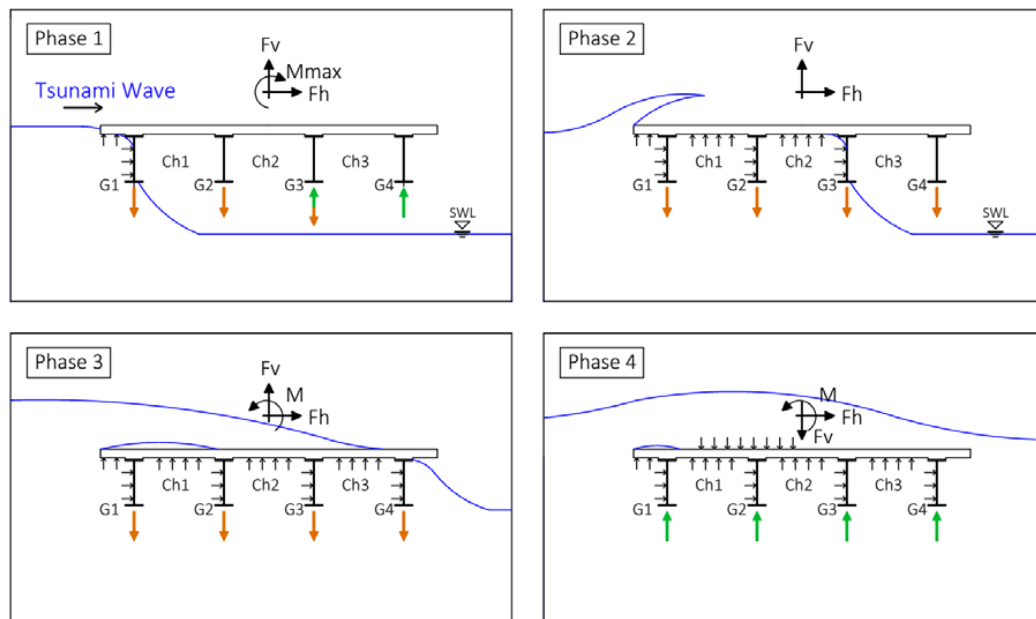 Phase 1
Fv
Mmax
Tsunami Wave
Fh
Ch1 Ch2 Ch3
G1 G2 G3 G4
SWL
Phase 2
Fv
Fh
Ch1 Ch2 Ch3
G1 G2 G3 G4
SWL
Phase 3
Fv
M
Fh
Ch1 Ch2 Ch3
G1 G2 G3 G4
Phase 4
M
Fh
Fv
Ch1 Ch2 Ch3
G1 G2 G3 G4